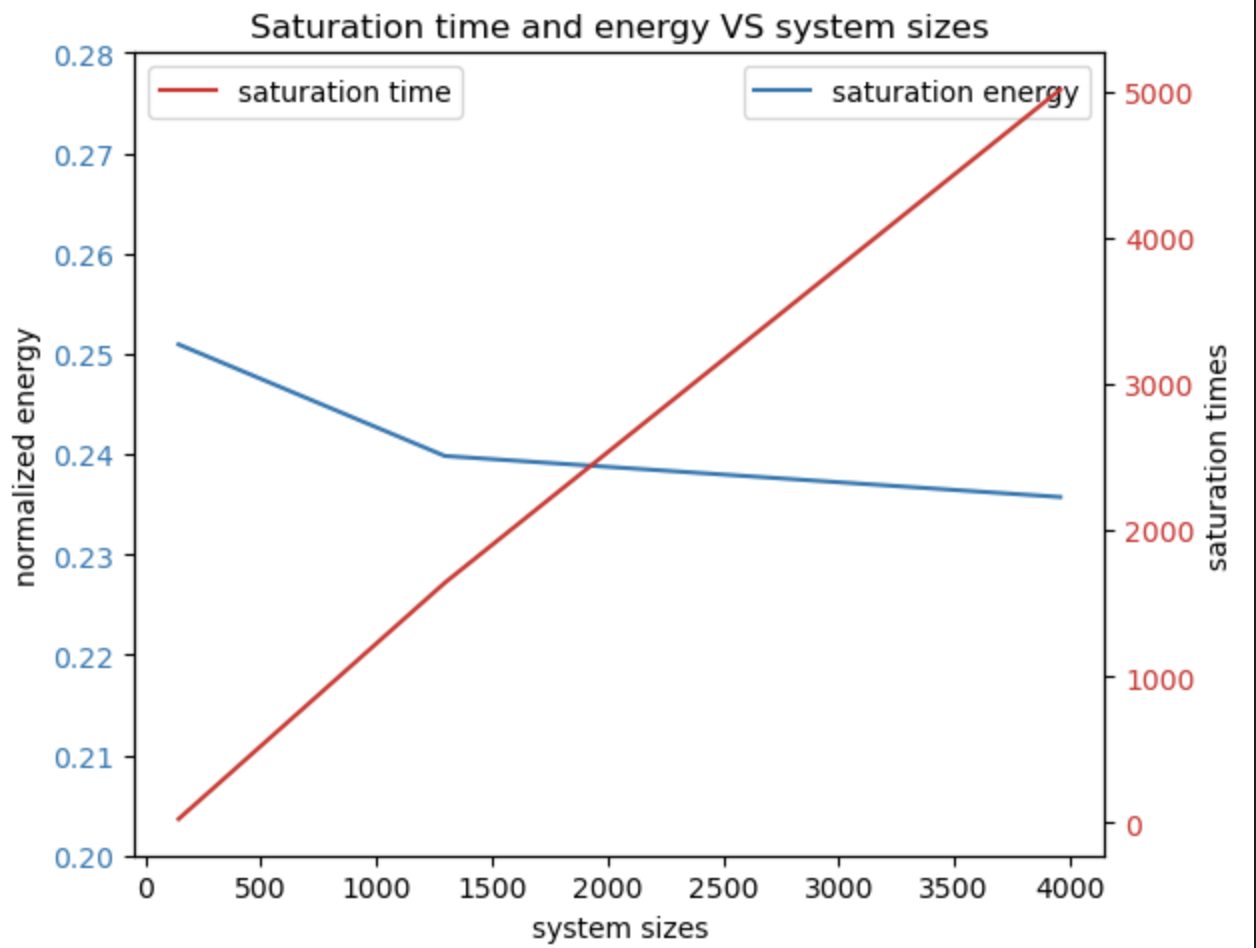 Saturation time and energy VS system sizes
saturation time
saturation energy
0.28
0.27
0.26
0.25
0.24
0.23
0.22
0.21
0.20
normalized energy
5000
4000
3000
2000
1000
0
saturation times
0 500 1000 1500 2000 2500 3000 3500 4000
system sizes